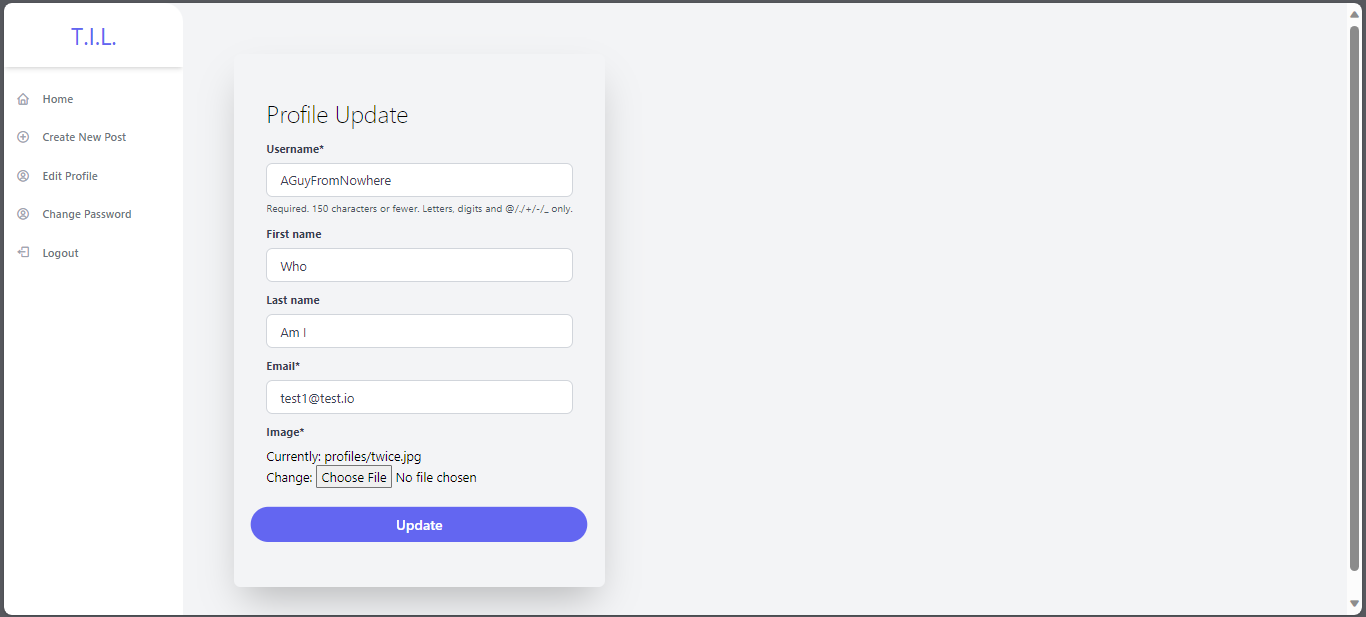 T.I.L.
Home
Create New Post
Edit Profile
Change Password
Logout
Profile Update
Username*
AGuyFromNowhere
Required. 150 characters or fewer. Letters, digits and @/./+/-/_ only.
First name
Who
Last name
Am I
Email*
test1@test.io
Image*
Currently: profiles/twice.jpg
Change: Choose File No file chosen
Update